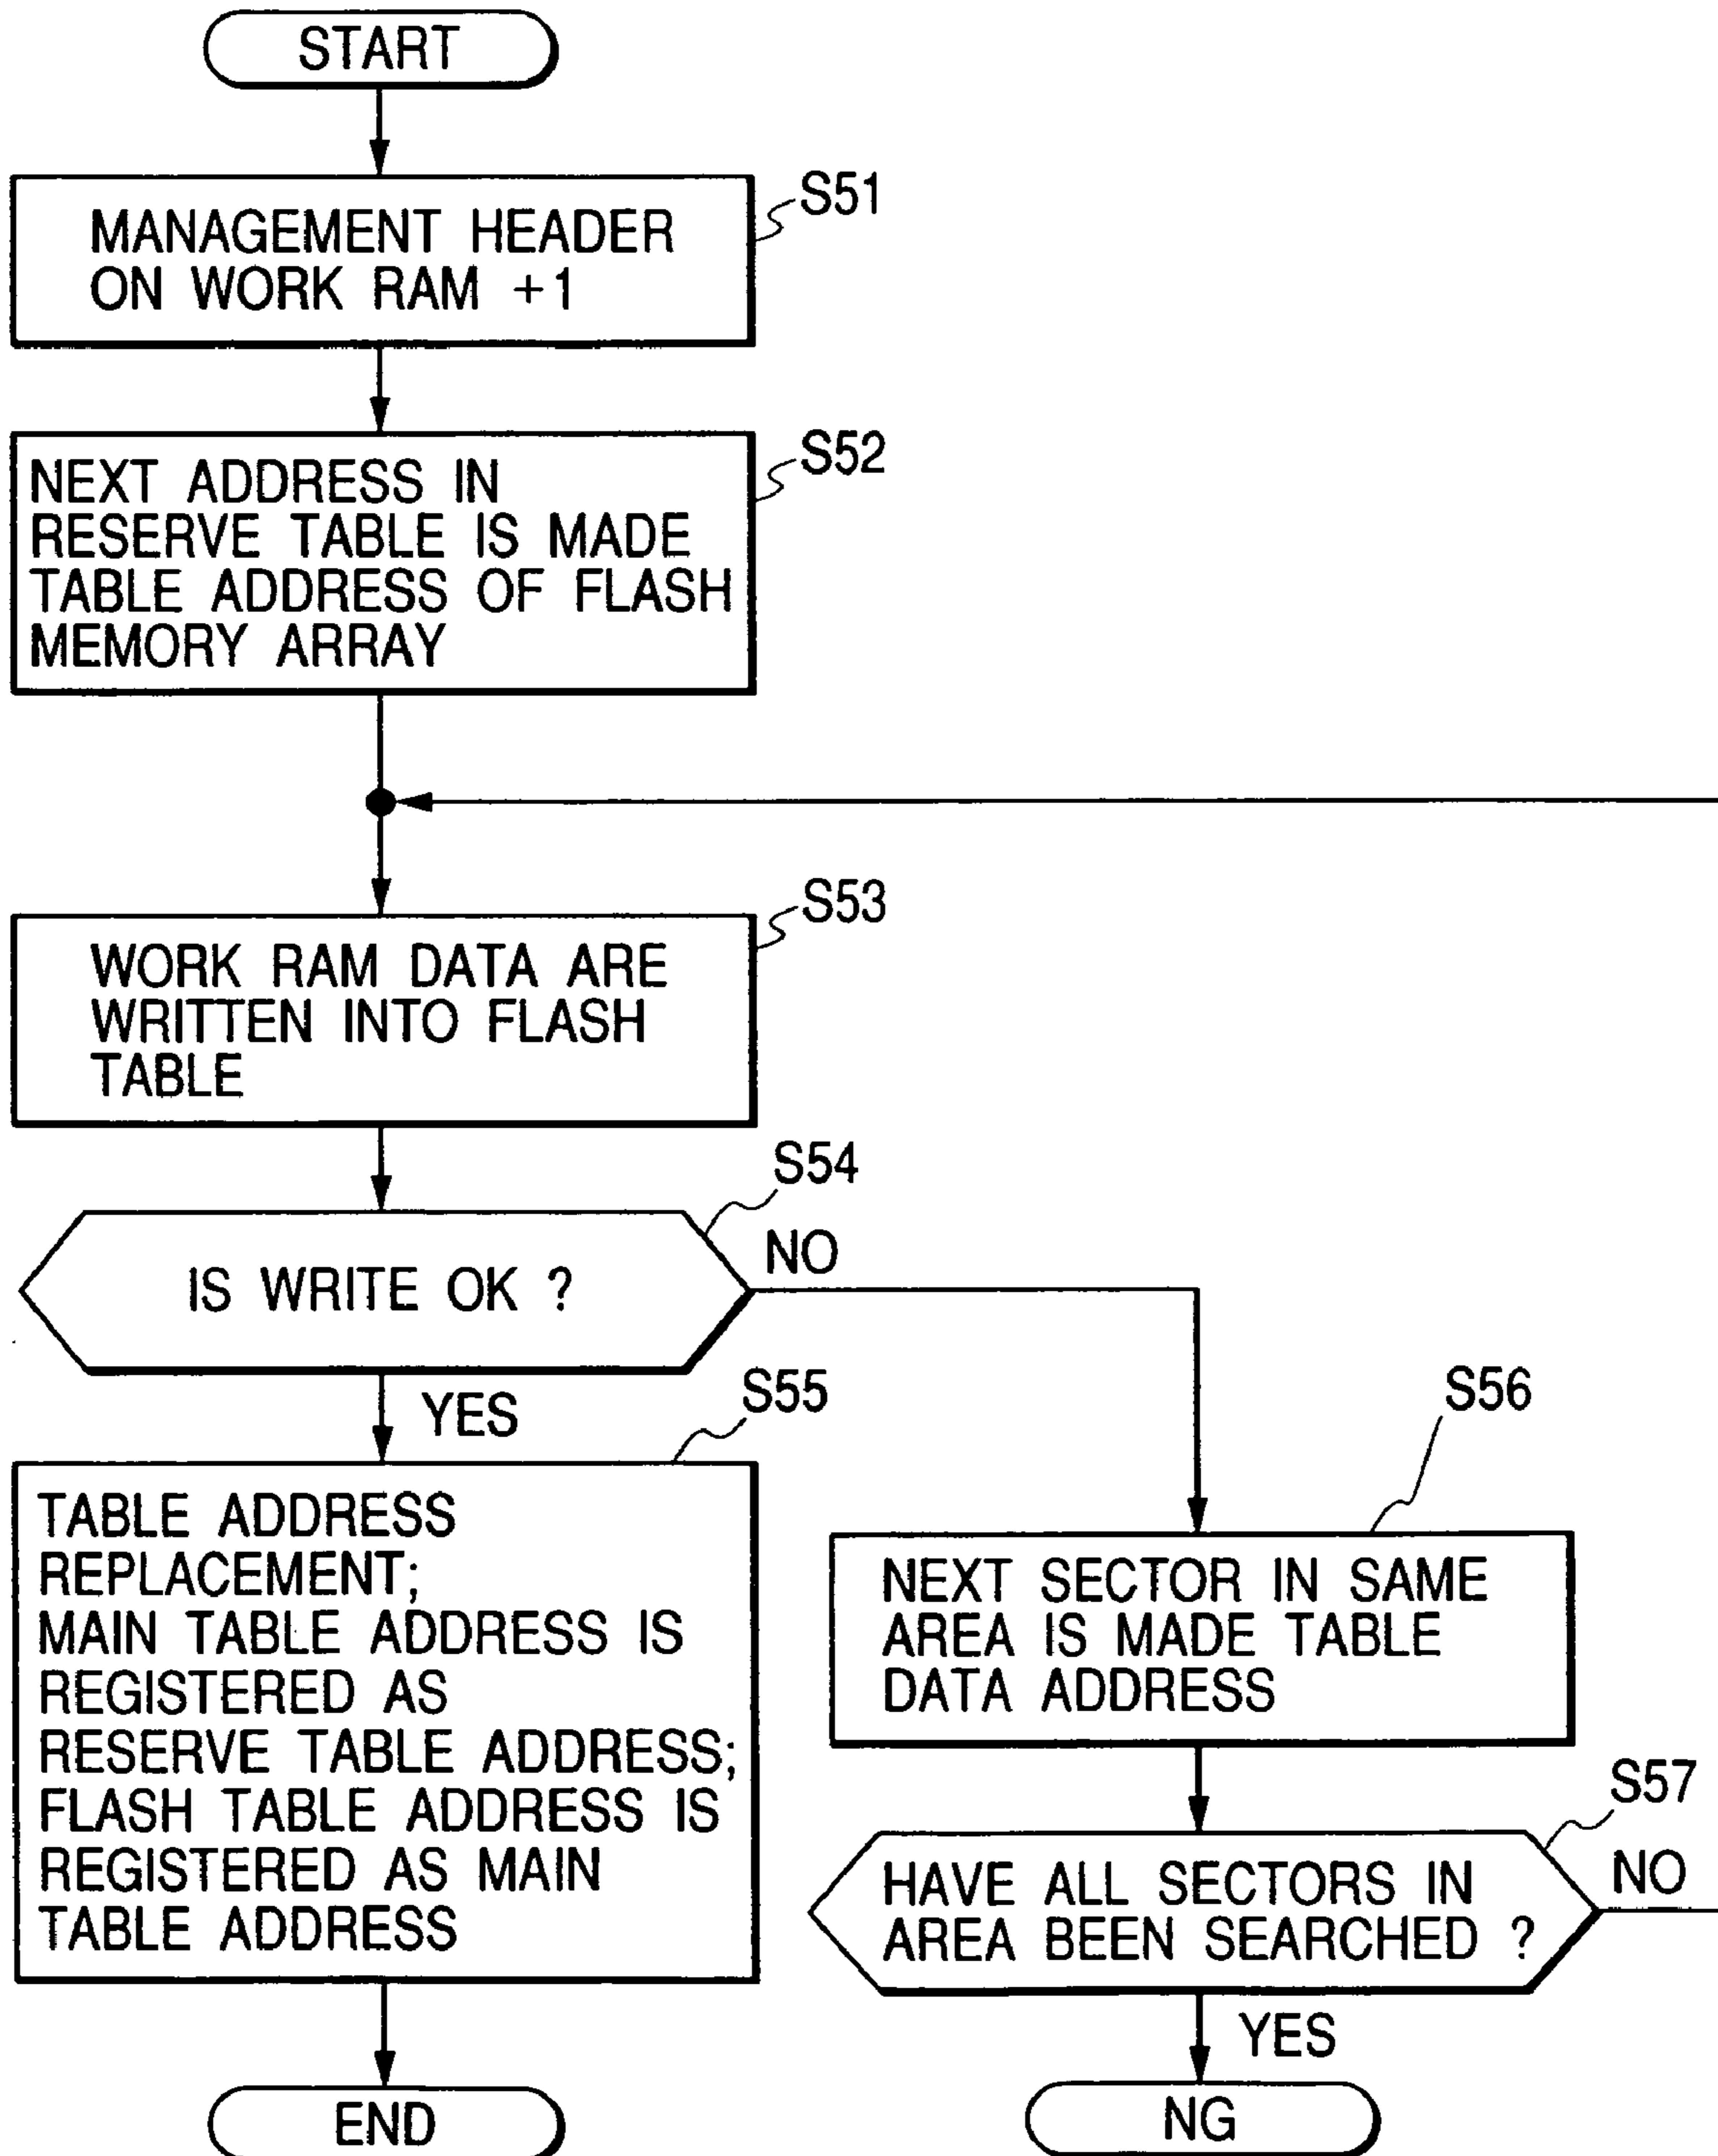 START
S51
MANAGEMENT HEADER
ON WORK RAM +1
S52
NEXT ADDRESS IN
RESERVE TABLE IS MADE
TABLE ADDRESS OF FLASH
MEMORY ARRAY
S53
WORK RAM DATA ARE
WRITTEN INTO FLASH
TABLE
S54
IS WRITE OK ?
NO
YES
S55
TABLE ADDRESS
REPLACEMENT;
MAIN TABLE ADDRESS IS
REGISTERED AS
RESERVE TABLE ADDRESS;
FLASH TABLE ADDRESS IS
REGISTERED AS MAIN
TABLE ADDRESS
END
S56
NEXT SECTOR IN SAME
AREA IS MADE TABLE
DATA ADDRESS
S57
HAVE ALL SECTORS IN
AREA BEEN SEARCHED ?
NO
YES
NG